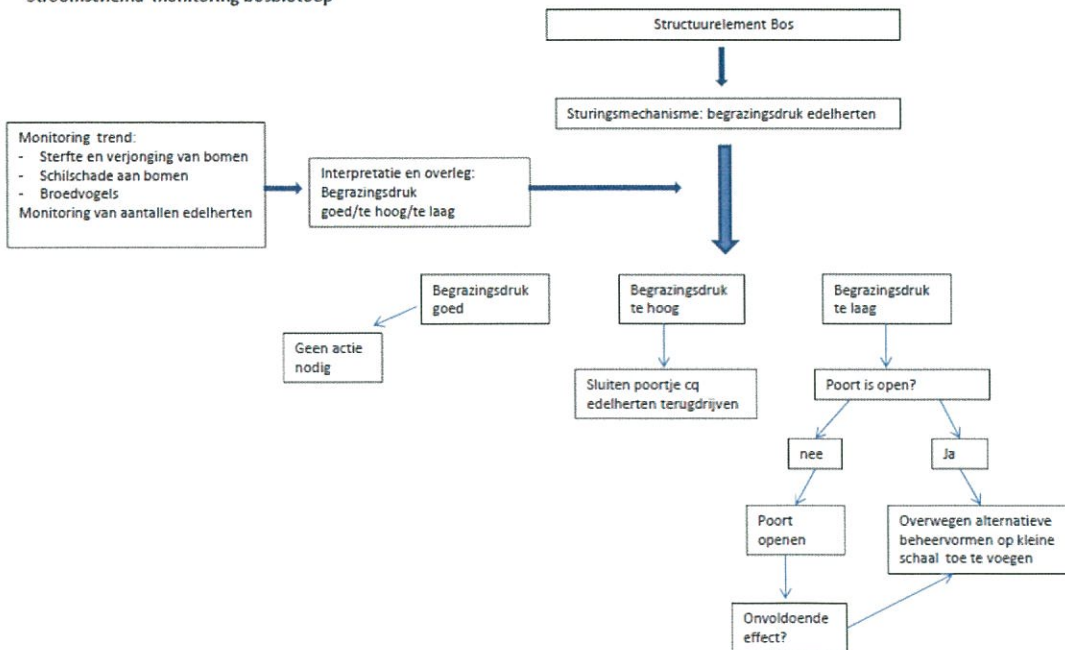 Stroomschema monitoring bosbiotoop
Structuurelement Bos
Sturingsmechanisme: begrazingsdruk edelherten
Monitoring trend:
- Sterfte en verjonging van bomen
- Schilschade aan bomen
- Broedvogels
Monitoring van aantallen edelherten
Interpretatie en overleg:
Begrazingsdruk
goed/te hoog/te laag
Begrazingsdruk
goed
Geen actie
nodig
Begrazingsdruk
te hoog
Sluiten poortje cq
edelherten terugdrijven
Begrazingsdruk
te laag
Poort is open?
nee
Ja
Poort
openen
Overwegen alternatieve
beheervormen op kleine
schaal toe te voegen
Onvoldoende
effect?